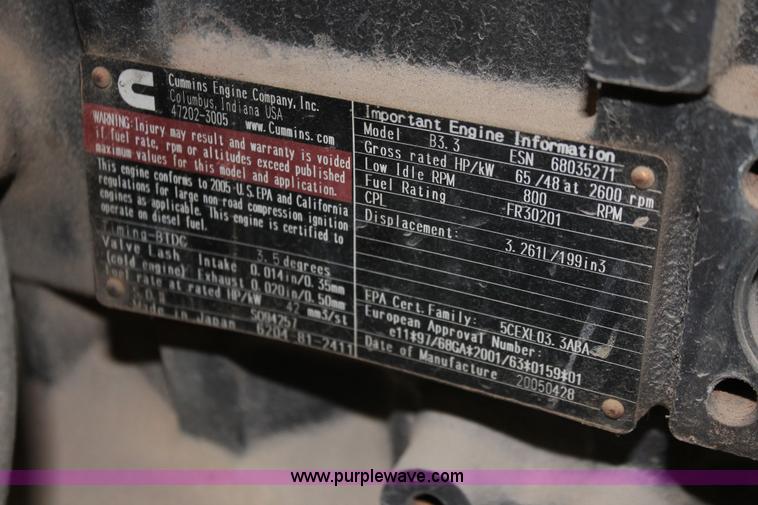 Cummins Engine Company, Inc.
Columbus, Indiana USA
47202-3005 www.Cummins.com
WARNING: Injury may result and warranty is voided
if fuel rate, rpm or altitudes exceed published
maximum values for this model and application.
This engine conforms to 2005 U.S. EPA and California
regulations for large non-road compression ignition
engines as applicable. This engine is certified to
operate on diesel fuel.
Timing-BTDC 3.5 degrees
Valve Lash Intake 0.014in/0.35mm
(cold engine) Exhaust 0.020in/0.50mm
Fuel rate at rated HP/kW 42 mm3/st
SO94257
Made in Japan 6204-81-2411
Important Engine Information
Model B3.3 ESN 68035271
Gross rated HP/kW 65/48 at 2600 rpm
Low Idle RPM 800 RPM
Fuel Rating FR30201
CPL
Displacement: 3.261L/199in3
EPA Cert. Family: 5CEXL03.3ABA
European Approval Number:
e11*97/68GA*2001/63*0159*01
Date of Manufacture 20050428
www.purplewave.com